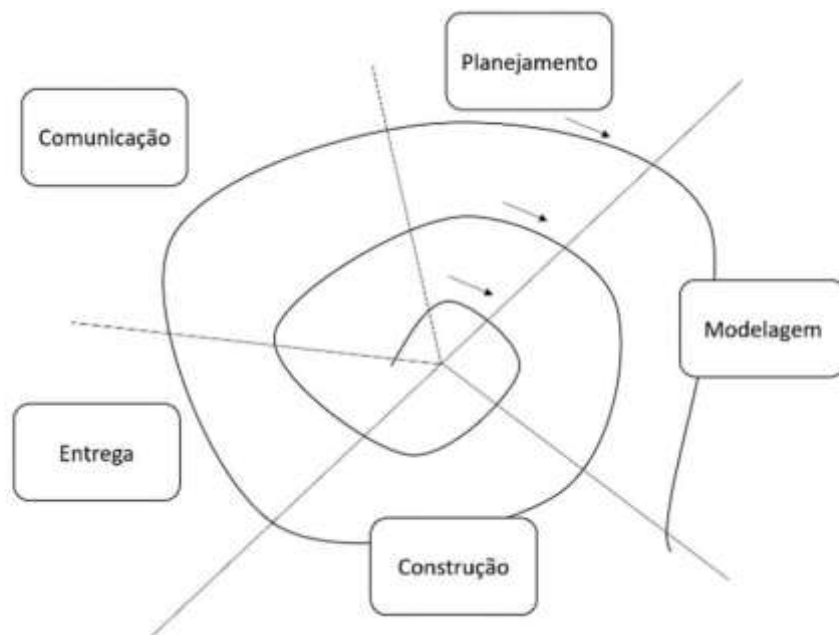 Planejamento
Comunicação
Modelagem
Entrega
Construção